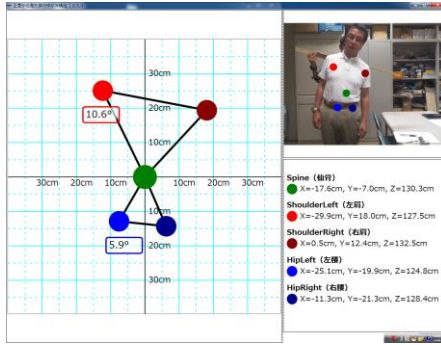 30cm
20cm
10.6°
10cm
30cm 20cm 10cm 10cm 20cm 30cm
10cm
5.9°
20cm
30cm
Spine（仙骨）
X=-17.6cm, Y=-7.0cm, Z=130.3cm
ShoulderLeft（左肩）
X=-29.9cm, Y=18.0cm, Z=127.5cm
ShoulderRight（右肩）
X=0.5cm, Y=12.4cm, Z=132.5cm
HipLeft（左腰）
X=-25.1cm, Y=-19.9cm, Z=124.8cm
HipRight（右腰）
X=-11.3cm, Y=-21.3cm, Z=128.4cm